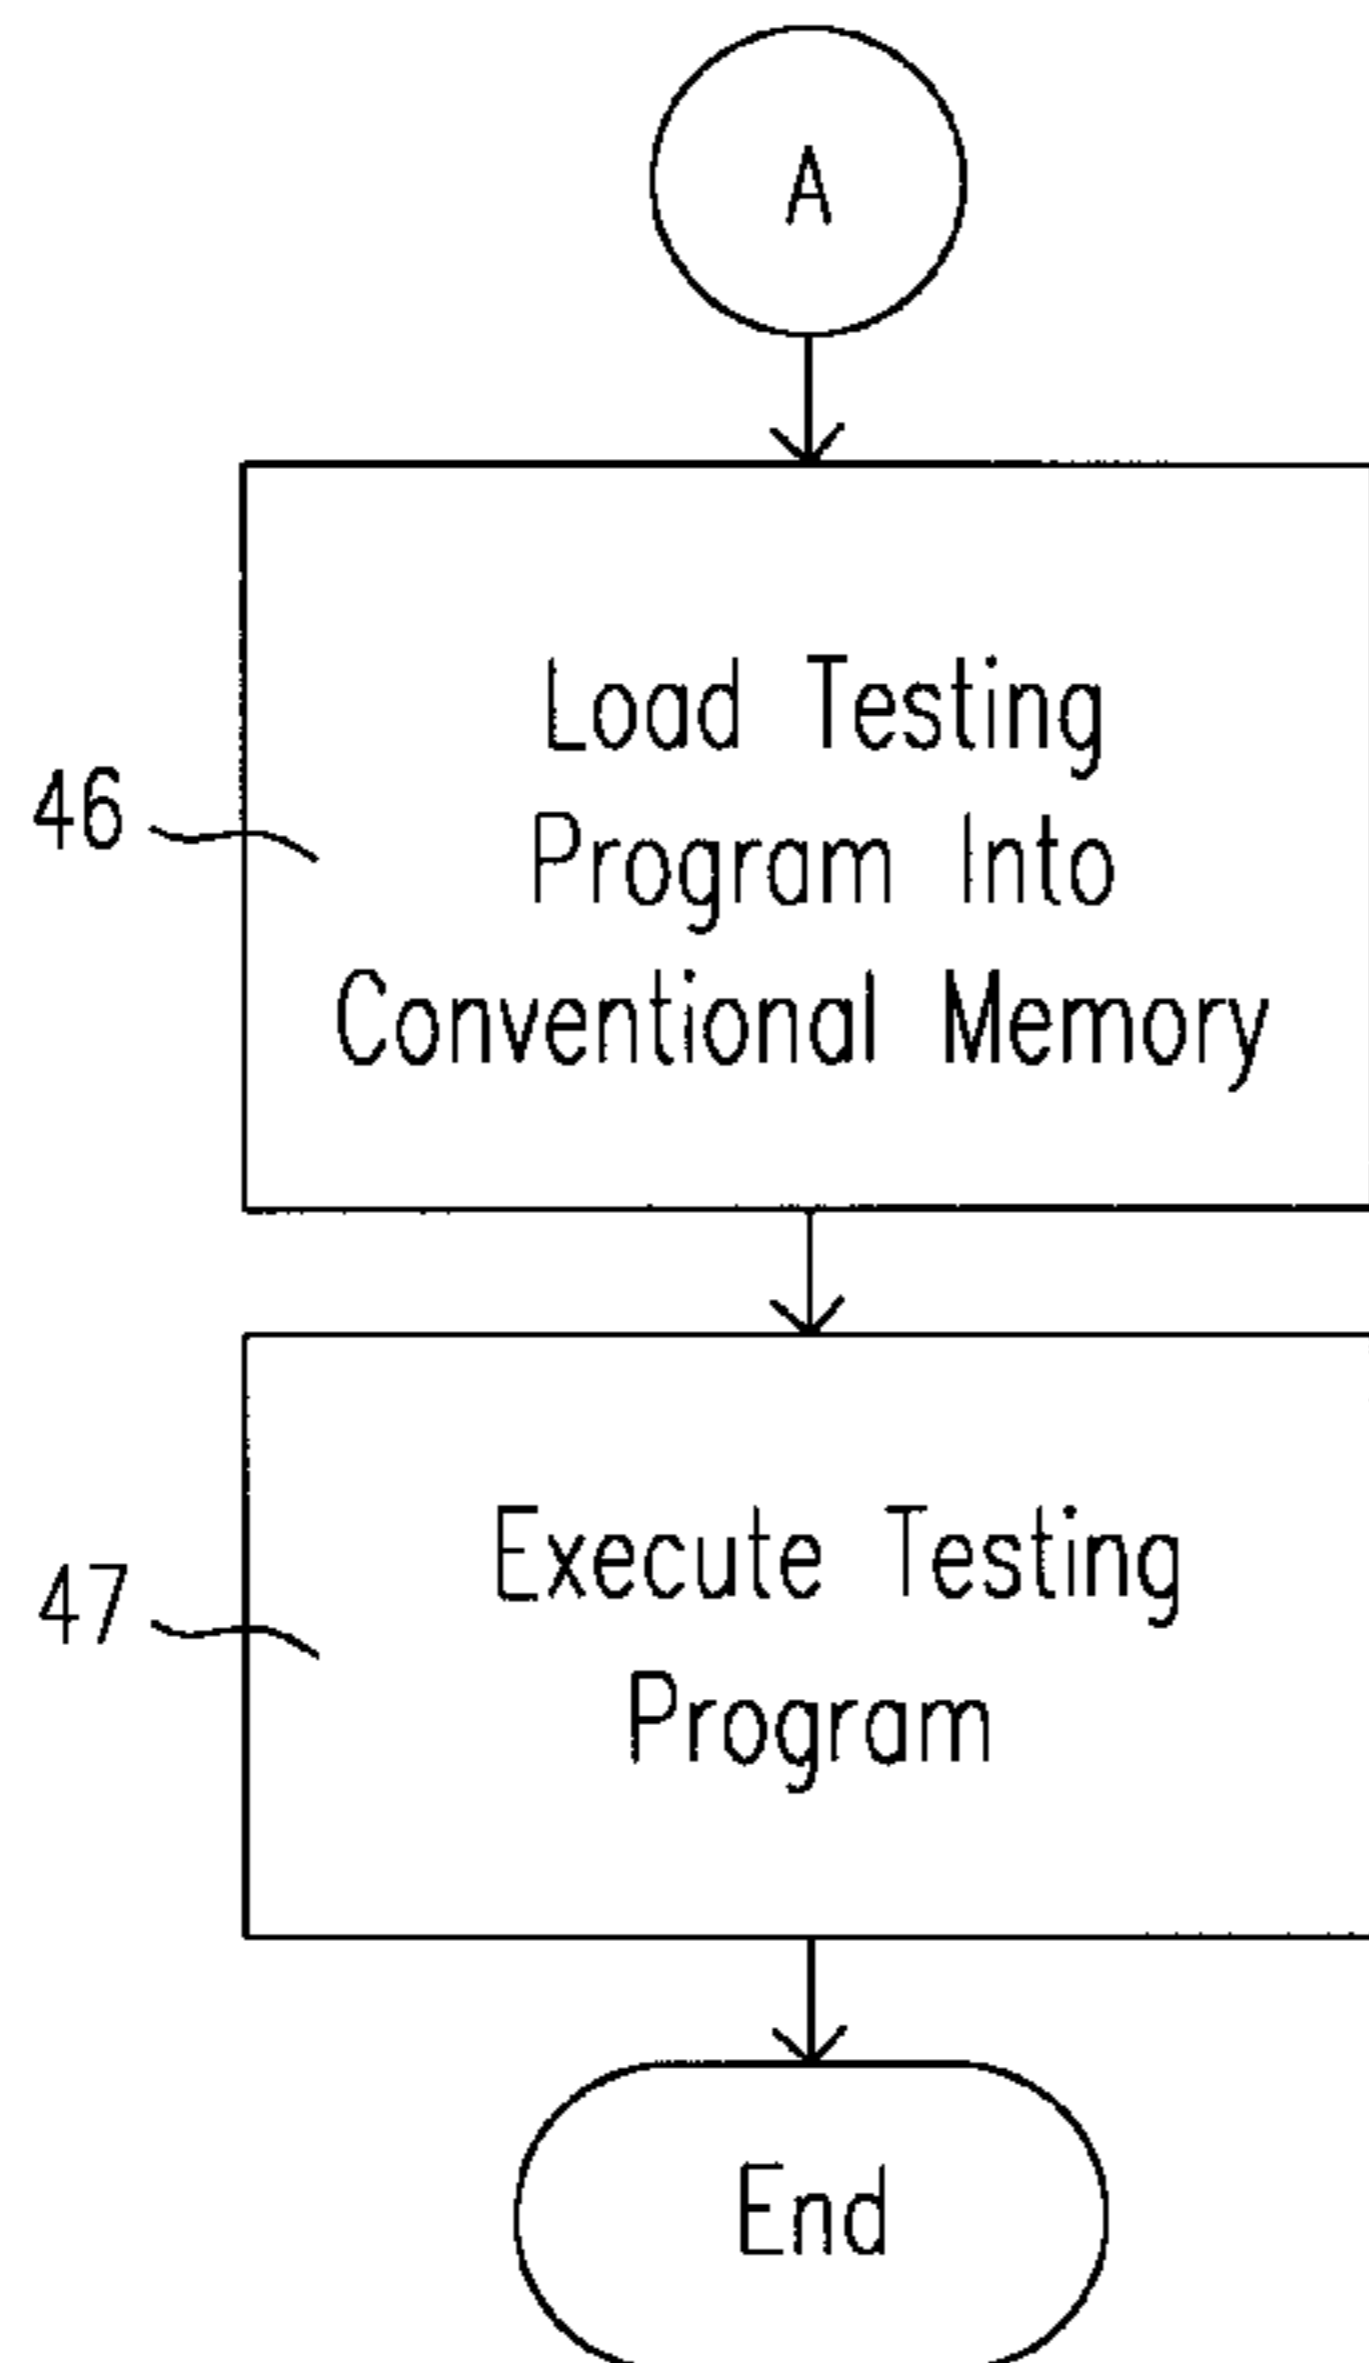 A
Load Testing
Program Into
Conventional Memory
46
Execute Testing
Program
47
End